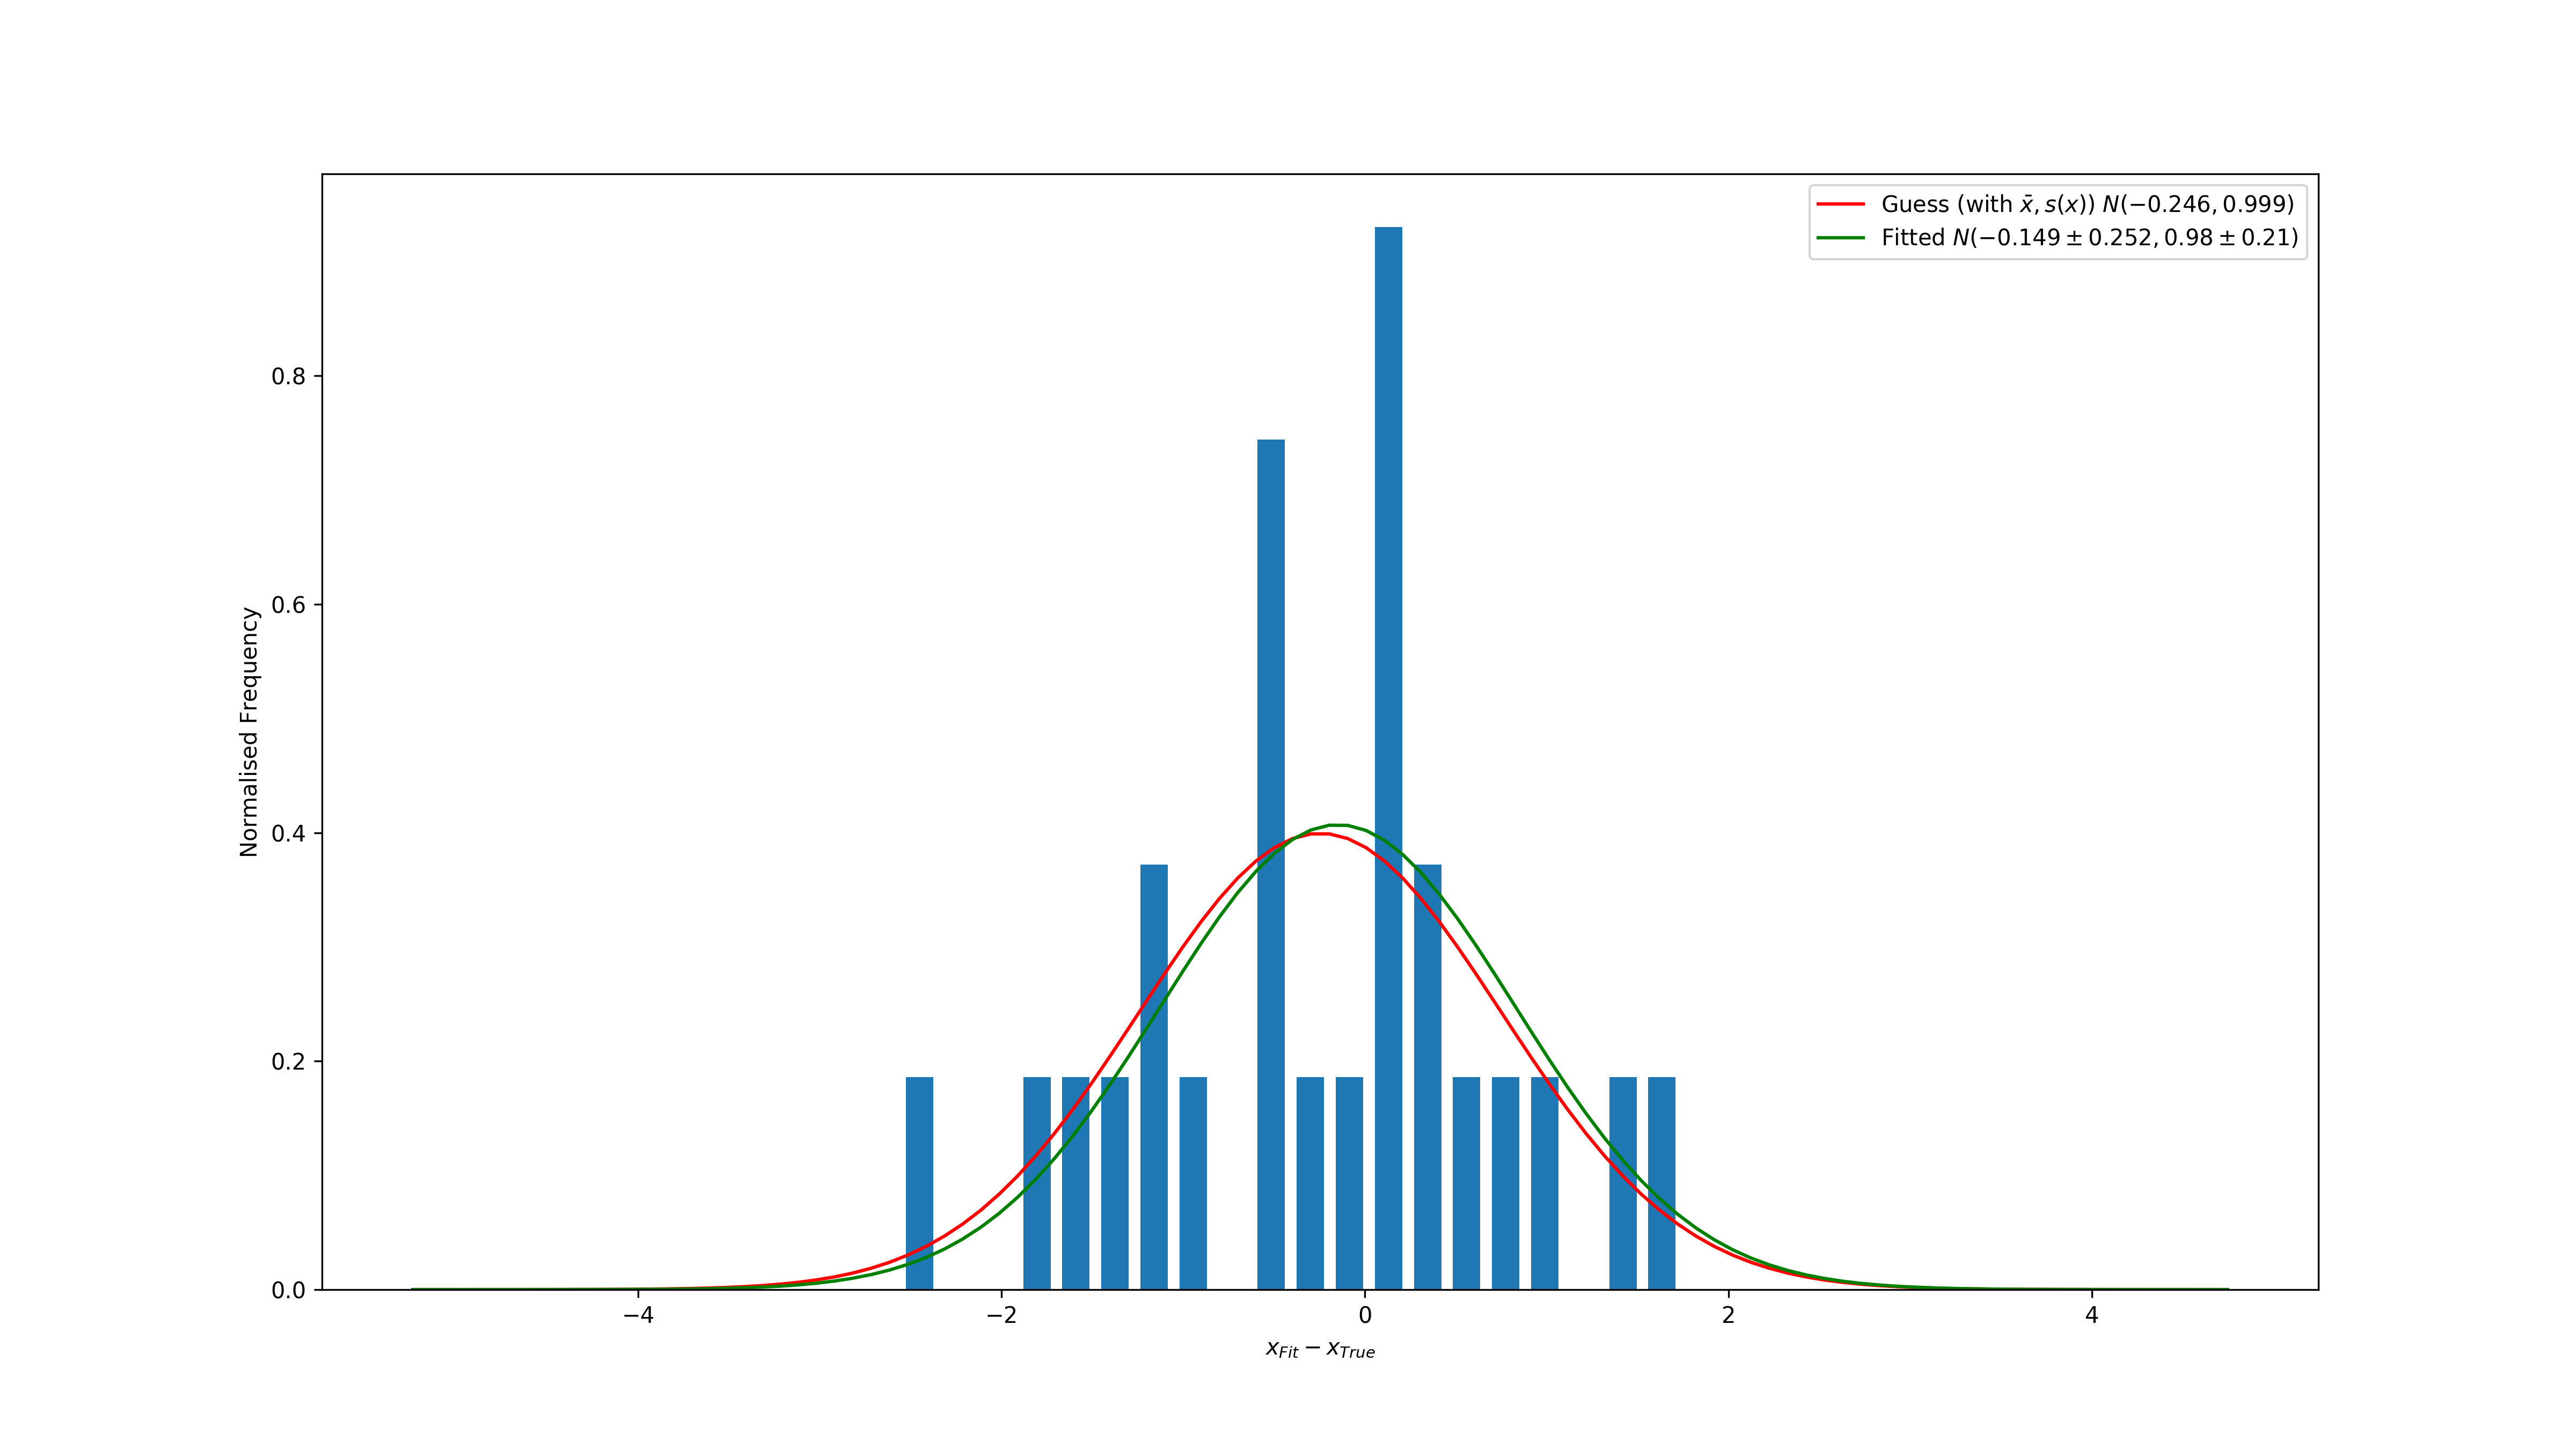 Guess (with x̄, s(x)) N(−0.246, 0.999)
Fitted N(−0.149 ± 0.252, 0.98 ± 0.21)
Normalised Frequency
0.8
0.6
0.4
0.2
0.0
−4 −2 0 2 4
x_Fit − x_True